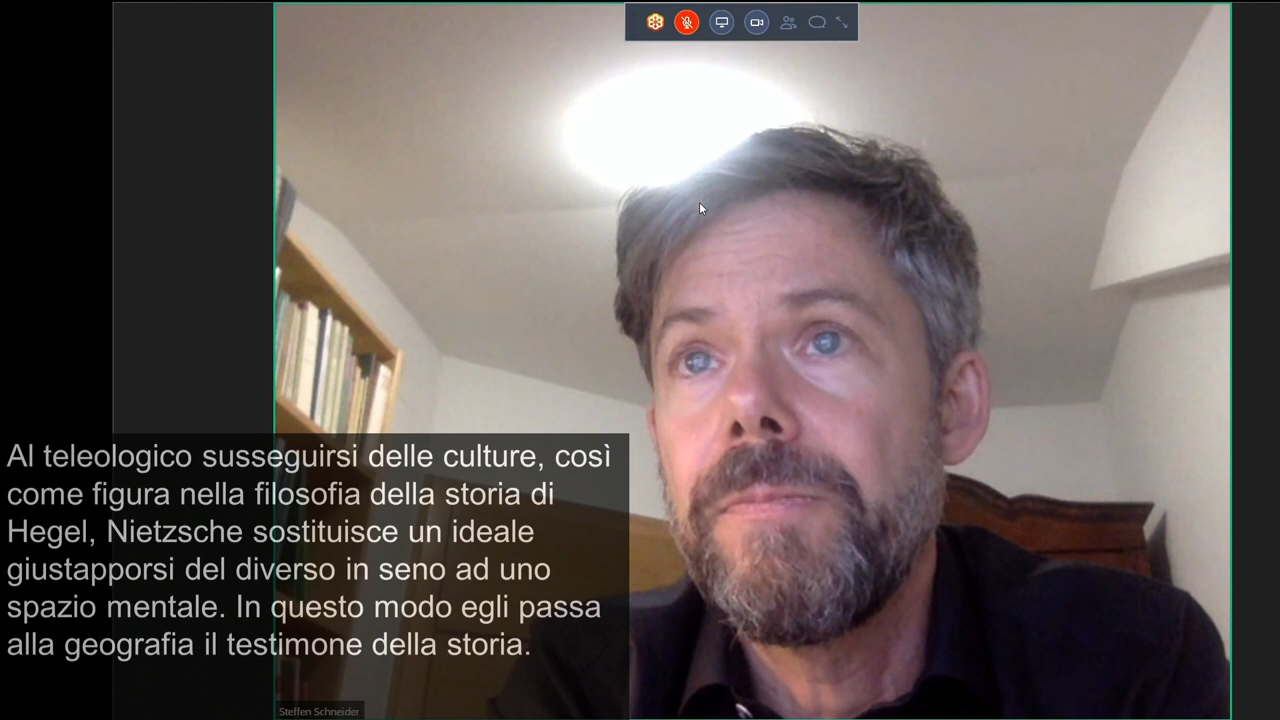 Al teleologico susseguirsi delle culture, così
come figura nella filosofia della storia di
Hegel, Nietzsche sostituisce un ideale
giustapporsi del diverso in seno ad uno
spazio mentale. In questo modo egli passa
alla geografia il testimone della storia.
Steffen Schneider